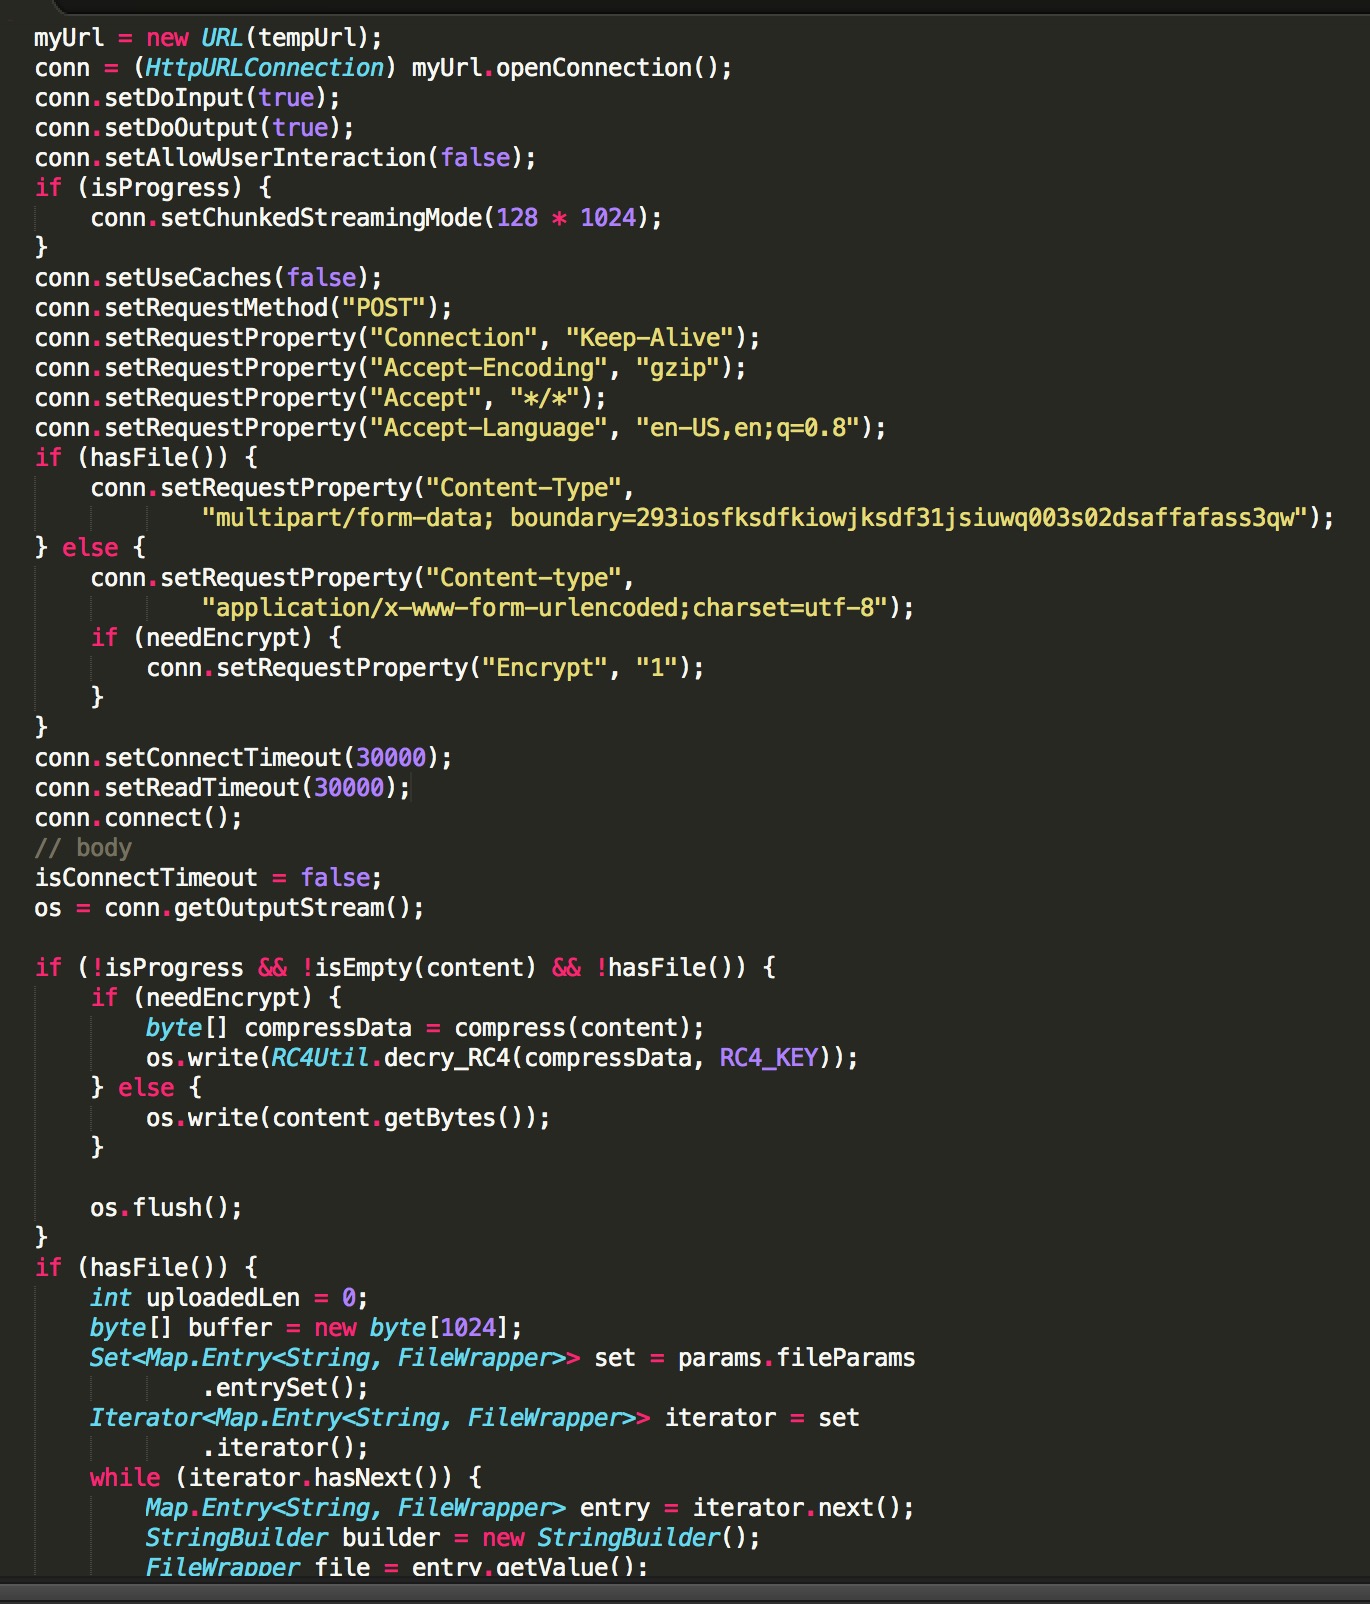 myUrl = new URL(tempUrl);
conn = (HttpURLConnection) myUrl.openConnection();
conn.setDoInput(true);
conn.setDoOutput(true);
conn.setAllowUserInteraction(false);
if (isProgress) {
    conn.setChunkedStreamingMode(128 * 1024);
}
conn.setUseCaches(false);
conn.setRequestMethod("POST");
conn.setRequestProperty("Connection", "Keep-Alive");
conn.setRequestProperty("Accept-Encoding", "gzip");
conn.setRequestProperty("Accept", "*/*");
conn.setRequestProperty("Accept-Language", "en-US,en;q=0.8");
if (hasFile()) {
    conn.setRequestProperty("Content-Type",
            "multipart/form-data; boundary=293iosfksdfkiowjksdf31jsiuwq003s02dsaffafass3qw");
} else {
    conn.setRequestProperty("Content-type",
            "application/x-www-form-urlencoded;charset=utf-8");
    if (needEncrypt) {
        conn.setRequestProperty("Encrypt", "1");
    }
}
conn.setConnectTimeout(30000);
conn.setReadTimeout(30000);
conn.connect();
// body
isConnectTimeout = false;
os = conn.getOutputStream();

if (!isProgress && !isEmpty(content) && !hasFile()) {
    if (needEncrypt) {
        byte[] compressData = compress(content);
        os.write(RC4Util.decry_RC4(compressData, RC4_KEY));
    } else {
        os.write(content.getBytes());
    }

    os.flush();
}
if (hasFile()) {
    int uploadedLen = 0;
    byte[] buffer = new byte[1024];
    Set<Map.Entry<String, FileWrapper>> set = params.fileParams
            .entrySet();
    Iterator<Map.Entry<String, FileWrapper>> iterator = set
            .iterator();
    while (iterator.hasNext()) {
        Map.Entry<String, FileWrapper> entry = iterator.next();
        StringBuilder builder = new StringBuilder();
        FileWrapper file = entry.getValue();